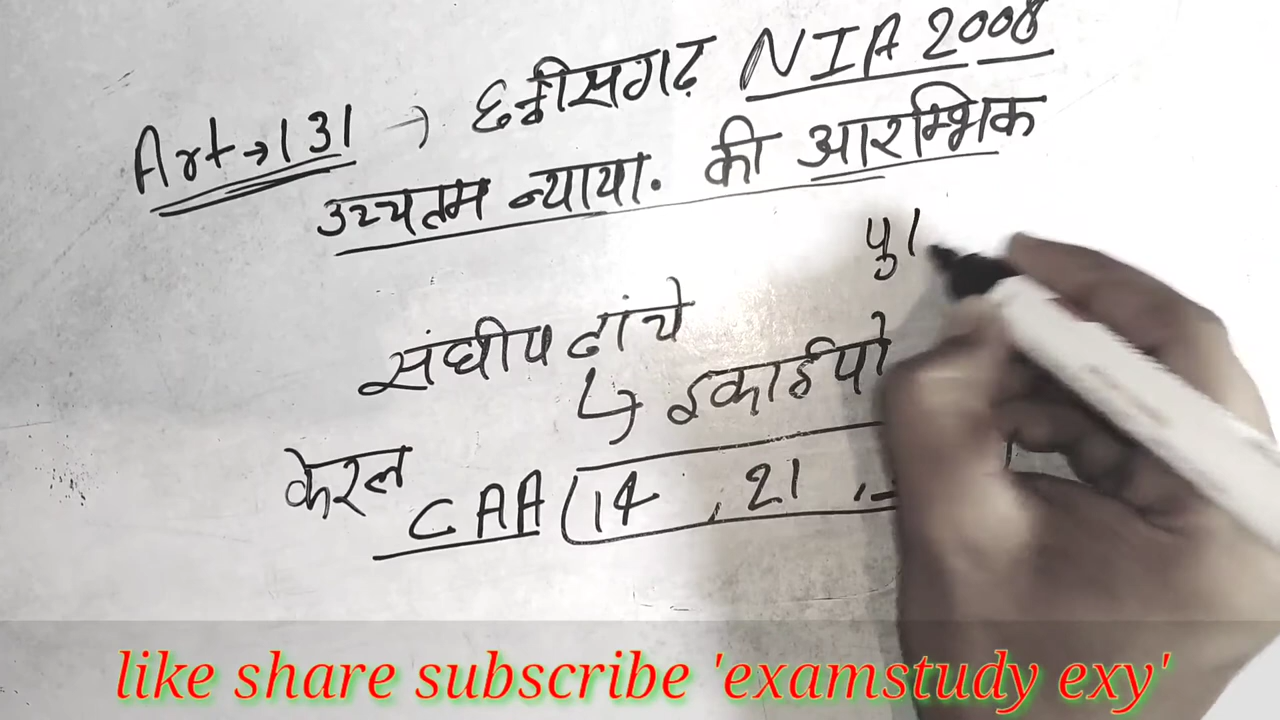 Art→131 → छत्तीसगढ़ NIA 2008
उच्चतम न्याया. की आरम्भिक
संघीय ढांचे
↳ इकाईयो
केरल CAA (14, 21,
like share subscribe 'examstudy exy'